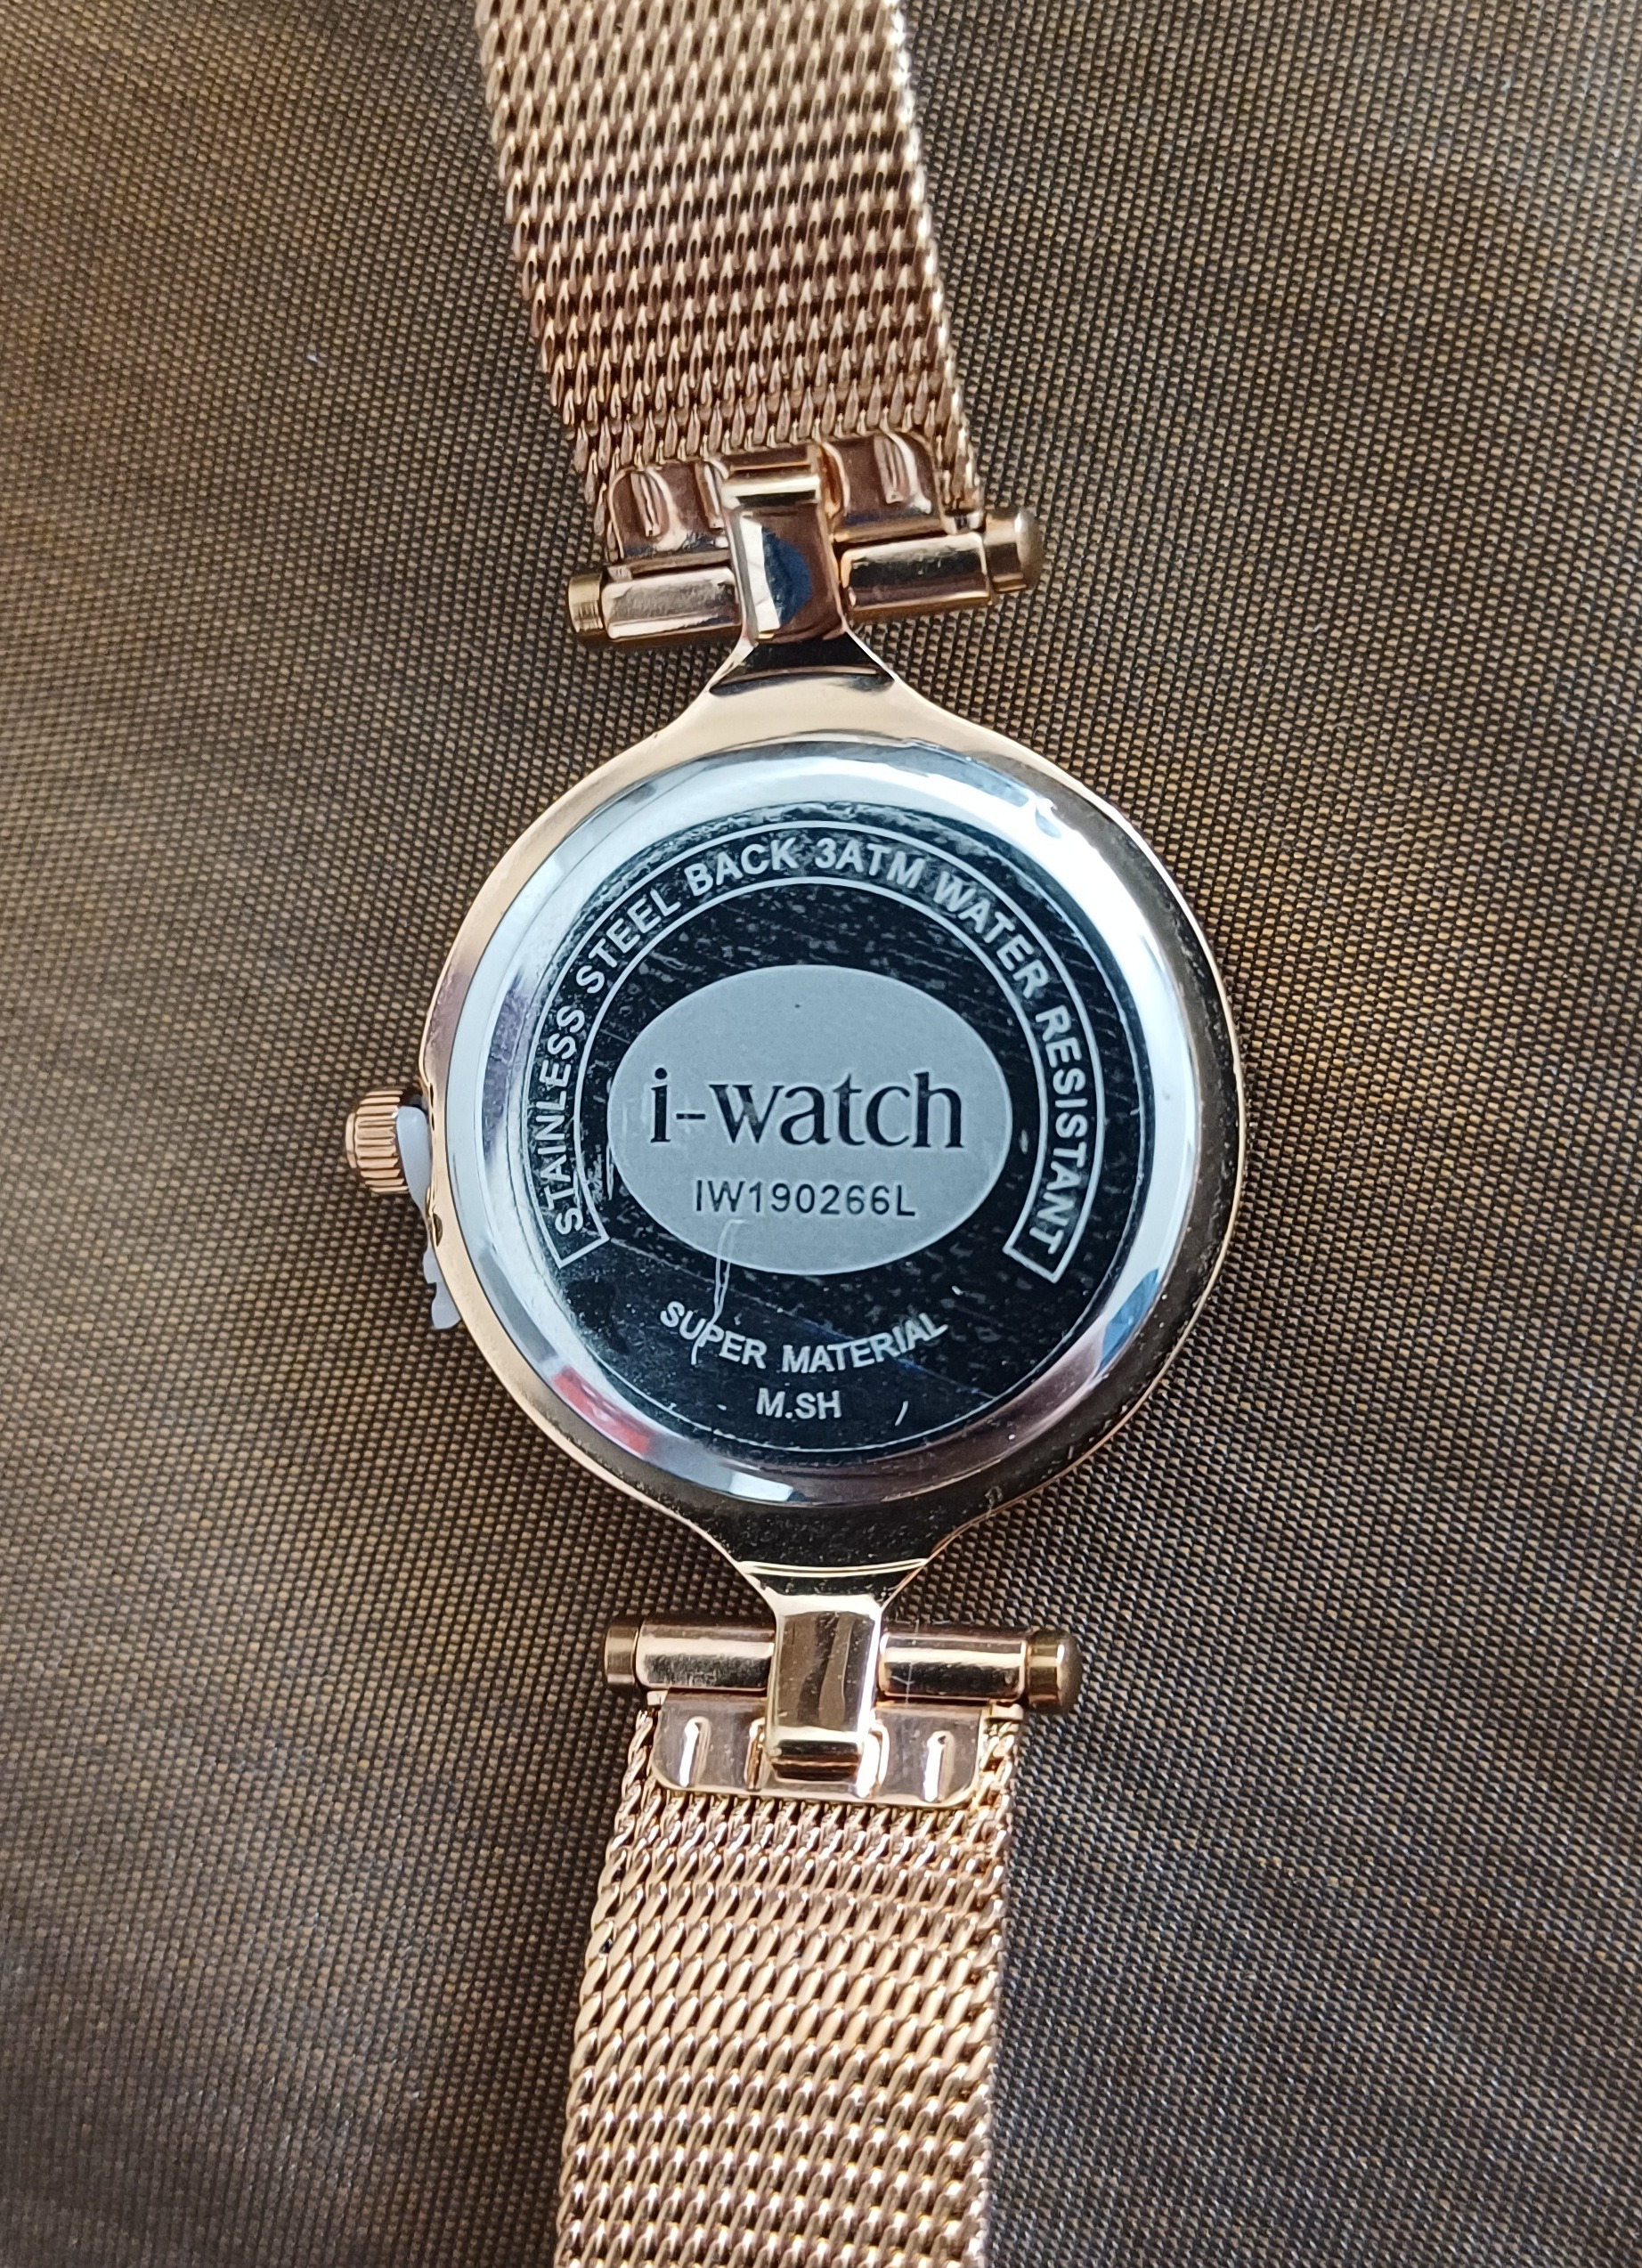 STAINLESS STEEL BACK 3ATM WATER RESISTANT
i-watch
IW190266L
SUPER MATERIAL
M.SH